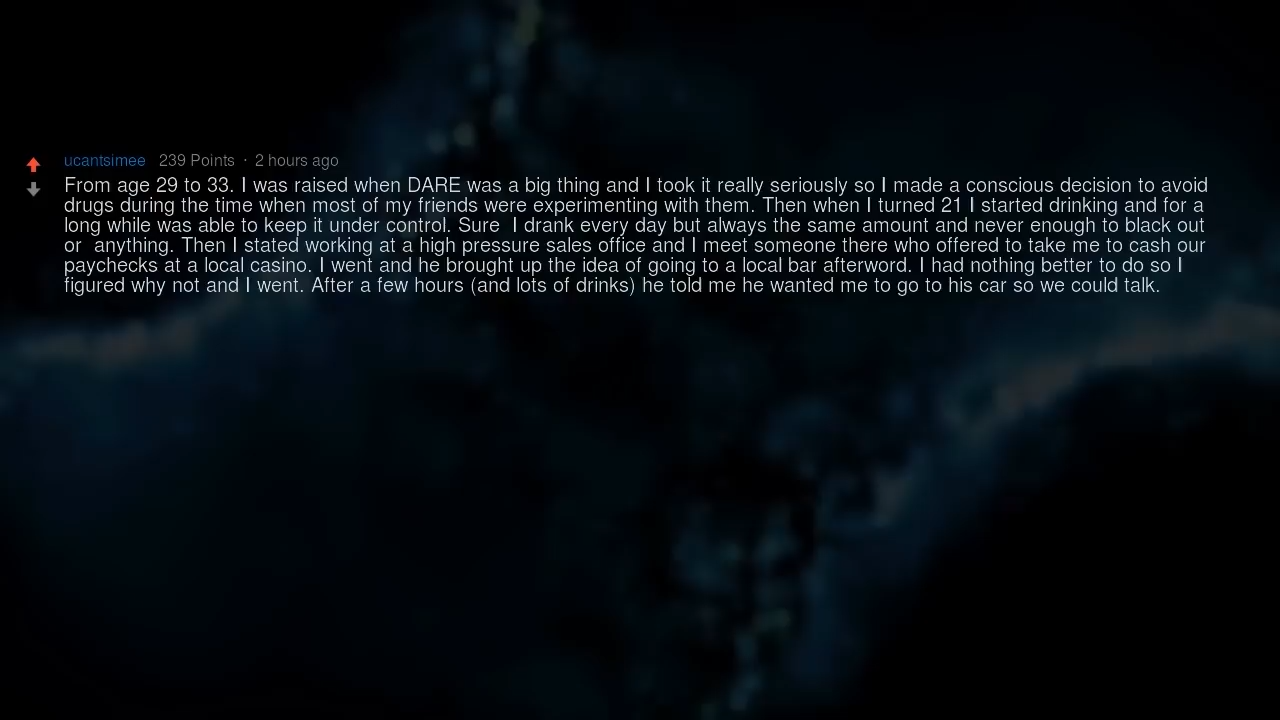 ucantsimee 239 Points · 2 hours ago
From age 29 to 33. I was raised when DARE was a big thing and I took it really seriously so I made a conscious decision to avoid
drugs during the time when most of my friends were experimenting with them. Then when I turned 21 I started drinking and for a
long while was able to keep it under control. Sure  I drank every day but always the same amount and never enough to black out
or  anything. Then I stated working at a high pressure sales office and I meet someone there who offered to take me to cash our
paychecks at a local casino. I went and he brought up the idea of going to a local bar afterword. I had nothing better to do so I
figured why not and I went. After a few hours (and lots of drinks) he told me he wanted me to go to his car so we could talk.